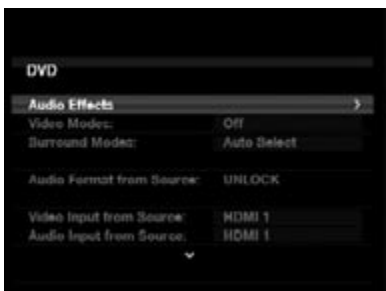 DVD
Audio Effects
Video Modes: Off
Surround Modes: Auto Select
Audio Format from Source: UNLOCK
Video Input from Source: HDMI 1
Audio Input from Source: HDMI 1